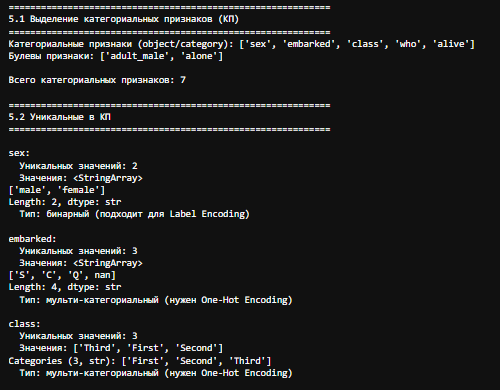 ============================================================
5.1 Выделение категориальных признаков (КП)
============================================================
Категориальные признаки (object/category): ['sex', 'embarked', 'class', 'who', 'alive']
Булевы признаки: ['adult_male', 'alone']
Всего категориальных признаков: 7
============================================================
5.2 Уникальные в КП
============================================================
sex:
Уникальных значений: 2
Значения: <StringArray>
['male', 'female']
Length: 2, dtype: str
Тип: бинарный (подходит для Label Encoding)
embarked:
Уникальных значений: 3
Значения: <StringArray>
['S', 'C', 'Q', nan]
Length: 4, dtype: str
Тип: мульти-категориальный (нужен One-Hot Encoding)
class:
Уникальных значений: 3
Значения: ['Third', 'First', 'Second']
Categories (3, str): ['First', 'Second', 'Third']
Тип: мульти-категориальный (нужен One-Hot Encoding)